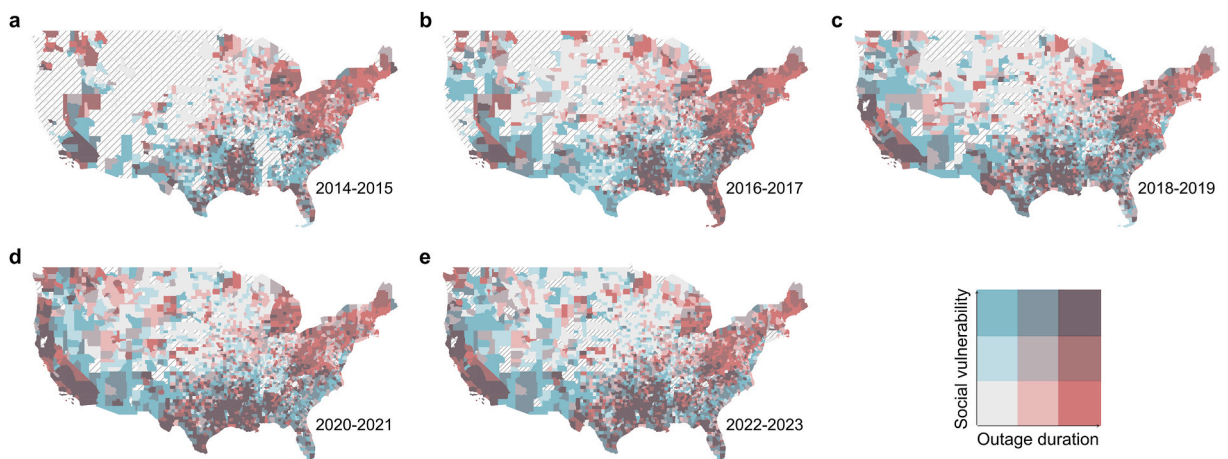 a
b
c
2014-2015
2016-2017
2018-2019
d
e
2020-2021
2022-2023
Social vulnerability
Outage duration